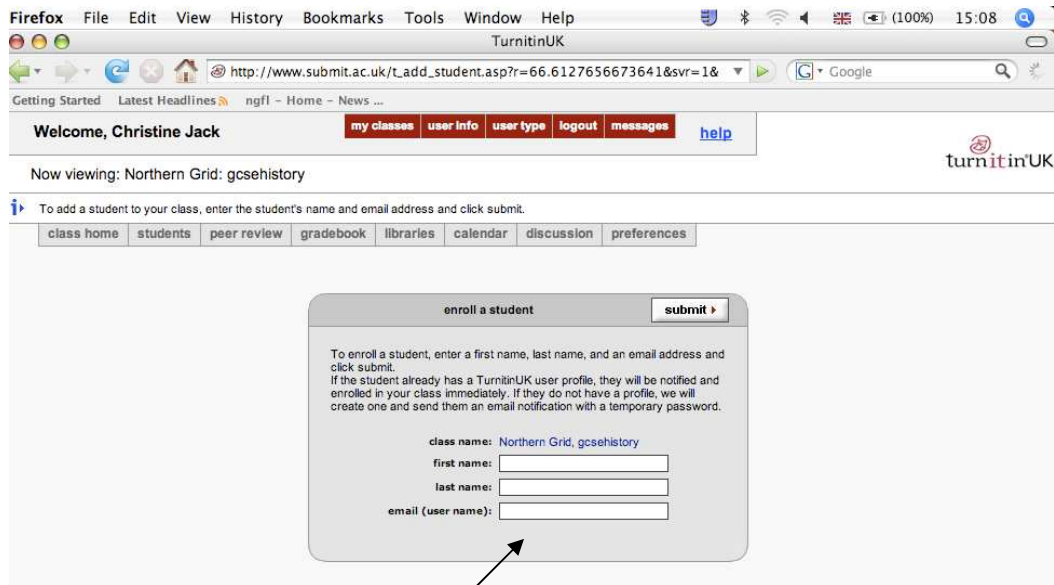 Firefox File Edit View History Bookmarks Tools Window Help (100%) 15:08
TurnitinUK
http://www.submit.ac.uk/t_add_student.asp?r=66.6127656673641&svr=1& G Google
Getting Started Latest Headlines ngfl - Home - News ...
Welcome, Christine Jack
my classes user info user type logout messages help
turnitin UK
Now viewing: Northern Grid: gcsehistory
To add a student to your class, enter the student's name and email address and click submit.
class home students peer review gradebook libraries calendar discussion preferences
enroll a student submit
To enroll a student, enter a first name, last name, and an email address and
click submit.
If the student already has a TurnitinUK user profile, they will be notified and
enrolled in your class immediately. If they do not have a profile, we will
create one and send them an email notification with a temporary password.
class name: Northern Grid, gcsehistory
first name:
last name:
email (user name):